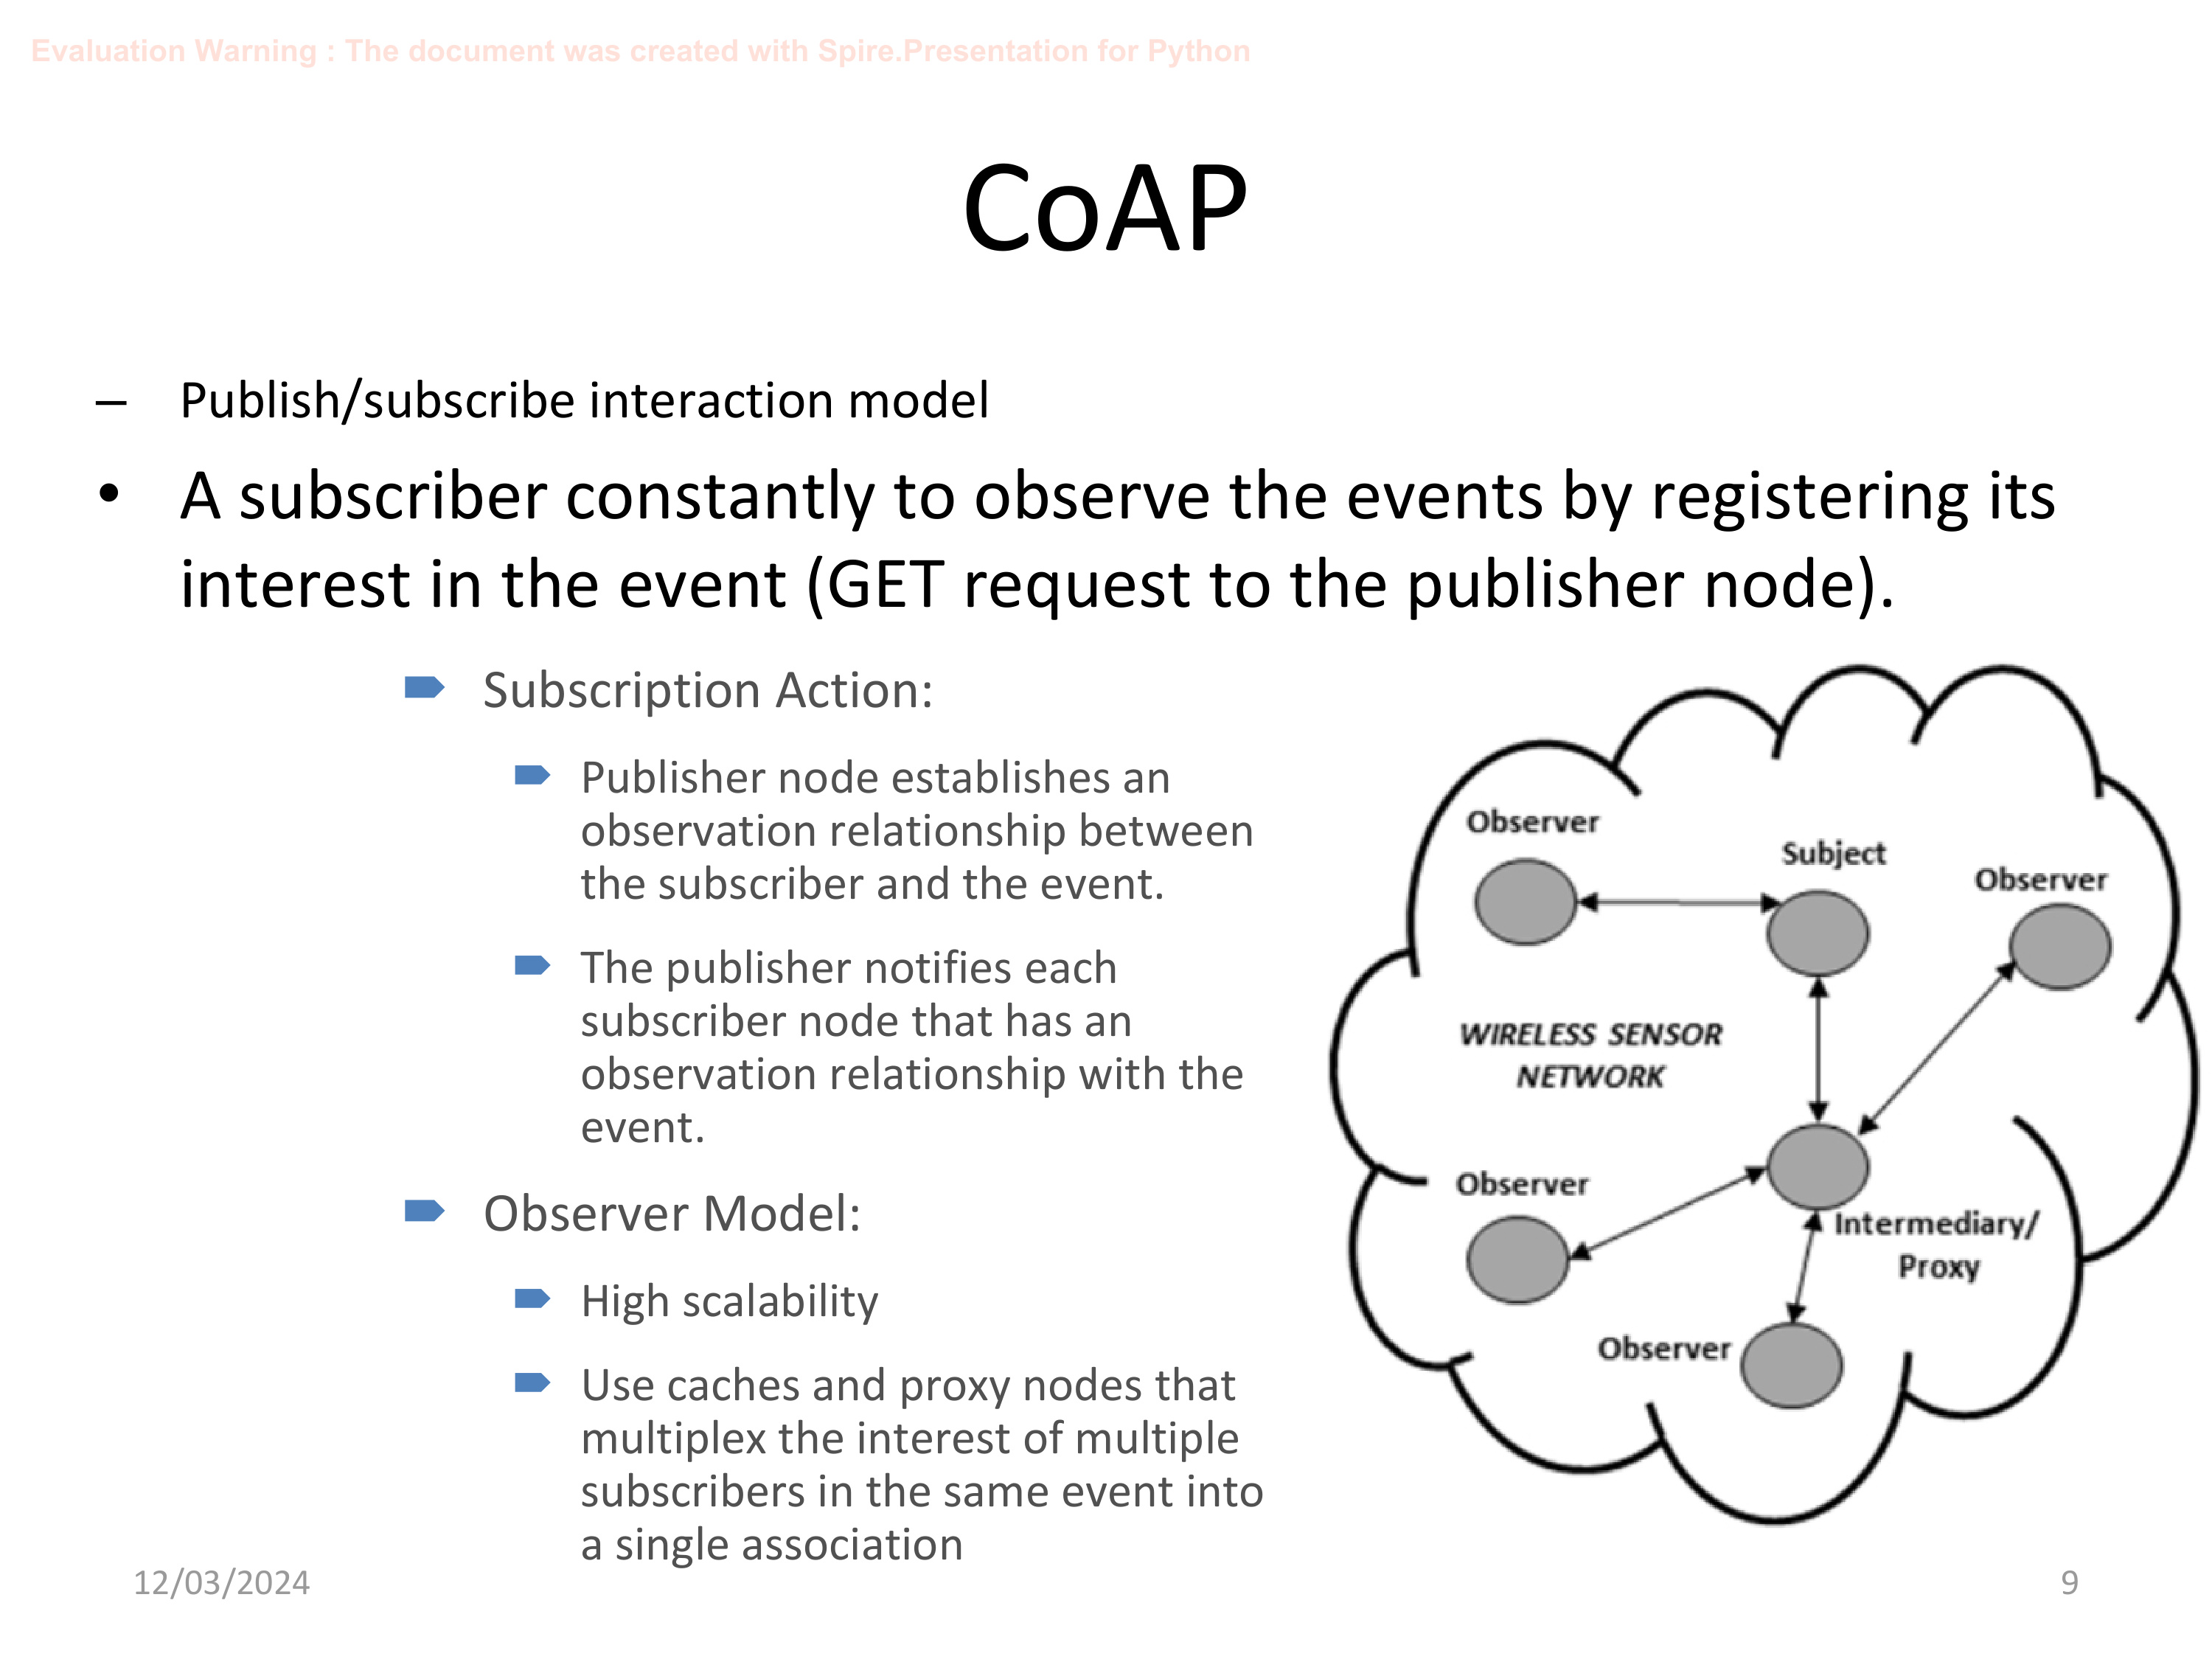 Evaluation Warning : The document was created with Spire.Presentation for Python
CoAP
– Publish/subscribe interaction model
• A subscriber constantly to observe the events by registering its
interest in the event (GET request to the publisher node).
Subscription Action:
Publisher node establishes an
observation relationship between
the subscriber and the event.
The publisher notifies each
subscriber node that has an
observation relationship with the
event.
Observer Model:
High scalability
Use caches and proxy nodes that
multiplex the interest of multiple
subscribers in the same event into
a single association
Observer
Subject
Observer
WIRELESS SENSOR
NETWORK
Observer
Intermediary/
Proxy
Observer
12/03/2024
9